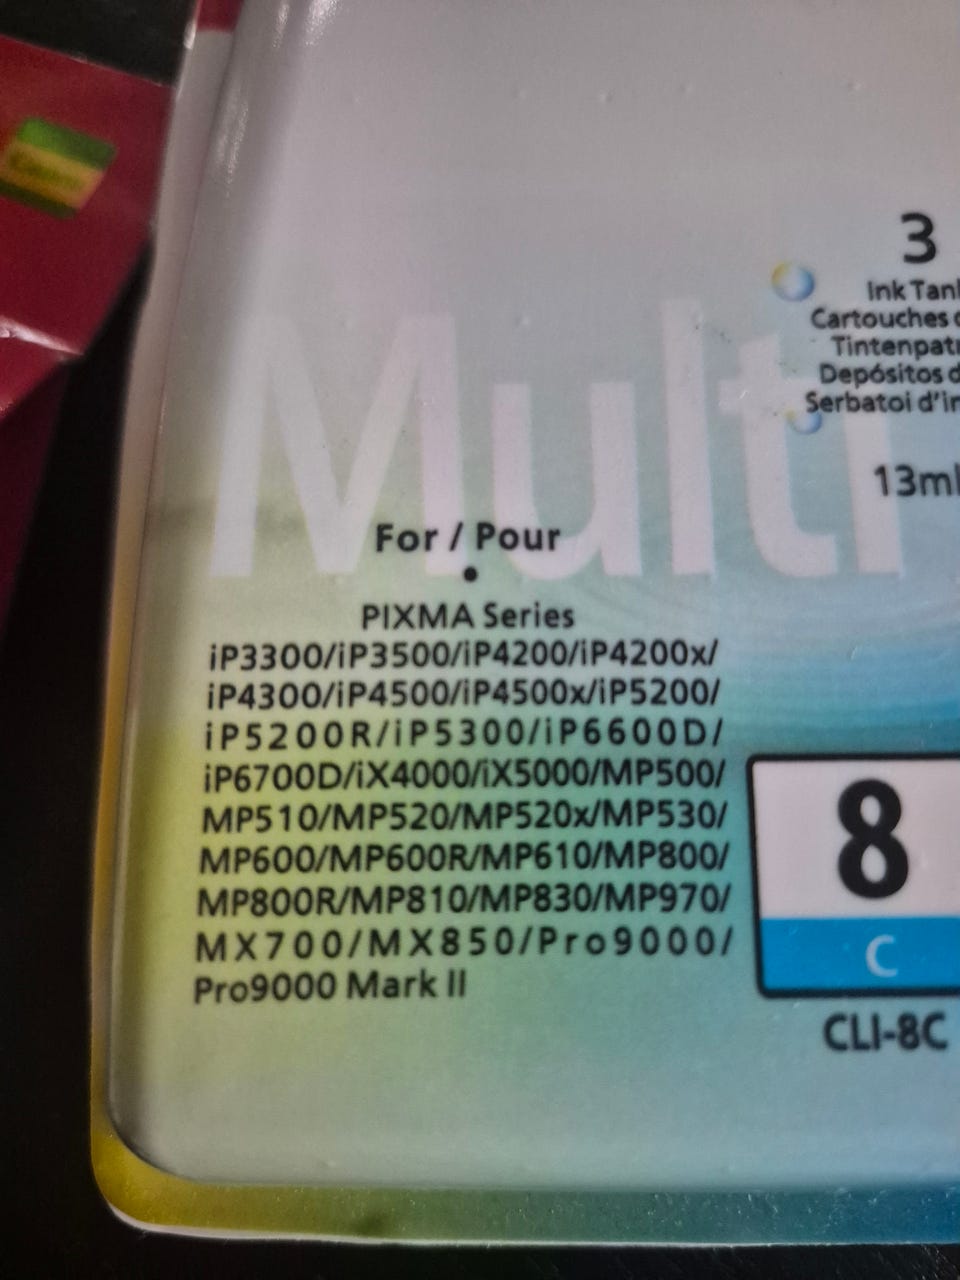 Multi
3
Ink Tan
Cartouches
Tintenpat
Depósitos d
Serbatoi d'in
13ml
For / Pour
•
PIXMA Series
iP3300/iP3500/iP4200/iP4200x/
iP4300/iP4500/iP4500x/iP5200/
iP5200R/iP5300/iP6600D/
iP6700D/iX4000/iX5000/MP500/
MP510/MP520/MP520x/MP530/
MP600/MP600R/MP610/MP800/
MP800R/MP810/MP830/MP970/
MX700/MX850/Pro9000/
Pro9000 Mark II
8
C
CLI-8C